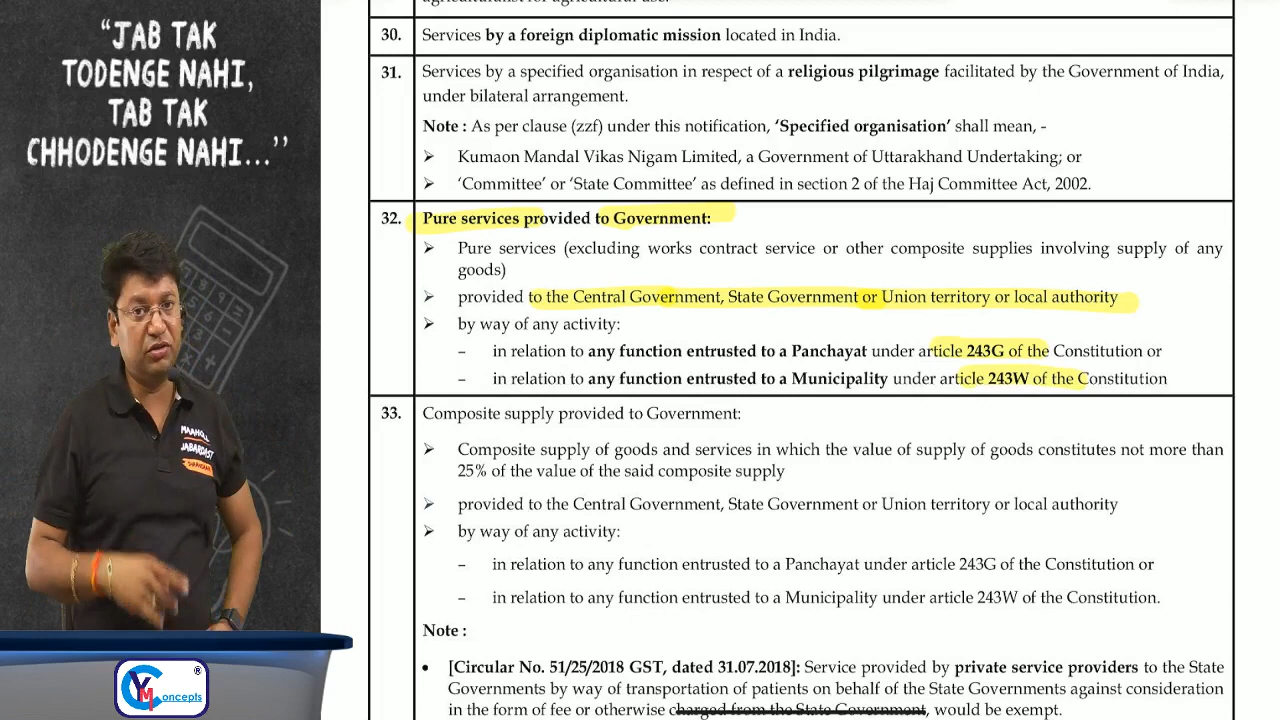 “JAB TAK
TODENGE NAHI,
TAB TAK
CHHODENGE NAHI...’’
MAAHOUL
JABARDAST
CYM Concepts ®
agriculturalist for agricultural use.
30. Services by a foreign diplomatic mission located in India.
31. Services by a specified organisation in respect of a religious pilgrimage facilitated by the Government of India,
under bilateral arrangement.
Note : As per clause (zzf) under this notification, ‘Specified organisation’ shall mean, -
➢ Kumaon Mandal Vikas Nigam Limited, a Government of Uttarakhand Undertaking; or
➢ ‘Committee’ or ‘State Committee’ as defined in section 2 of the Haj Committee Act, 2002.
32. Pure services provided to Government:
➢ Pure services (excluding works contract service or other composite supplies involving supply of any
goods)
➢ provided to the Central Government, State Government or Union territory or local authority
➢ by way of any activity:
– in relation to any function entrusted to a Panchayat under article 243G of the Constitution or
– in relation to any function entrusted to a Municipality under article 243W of the Constitution
33. Composite supply provided to Government:
➢ Composite supply of goods and services in which the value of supply of goods constitutes not more than
25% of the value of the said composite supply
➢ provided to the Central Government, State Government or Union territory or local authority
➢ by way of any activity:
– in relation to any function entrusted to a Panchayat under article 243G of the Constitution or
– in relation to any function entrusted to a Municipality under article 243W of the Constitution.
Note :
• [Circular No. 51/25/2018 GST, dated 31.07.2018]: Service provided by private service providers to the State
Governments by way of transportation of patients on behalf of the State Governments against consideration
in the form of fee or otherwise charged from the State Government, would be exempt.